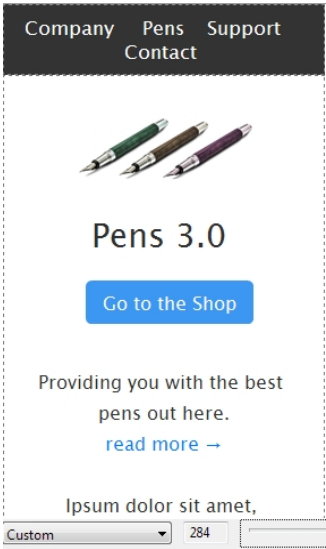 Company Pens Support
Contact
Pens 3.0
Go to the Shop
Providing you with the best
pens out here.
read more →
Ipsum dolor sit amet,
Custom 284